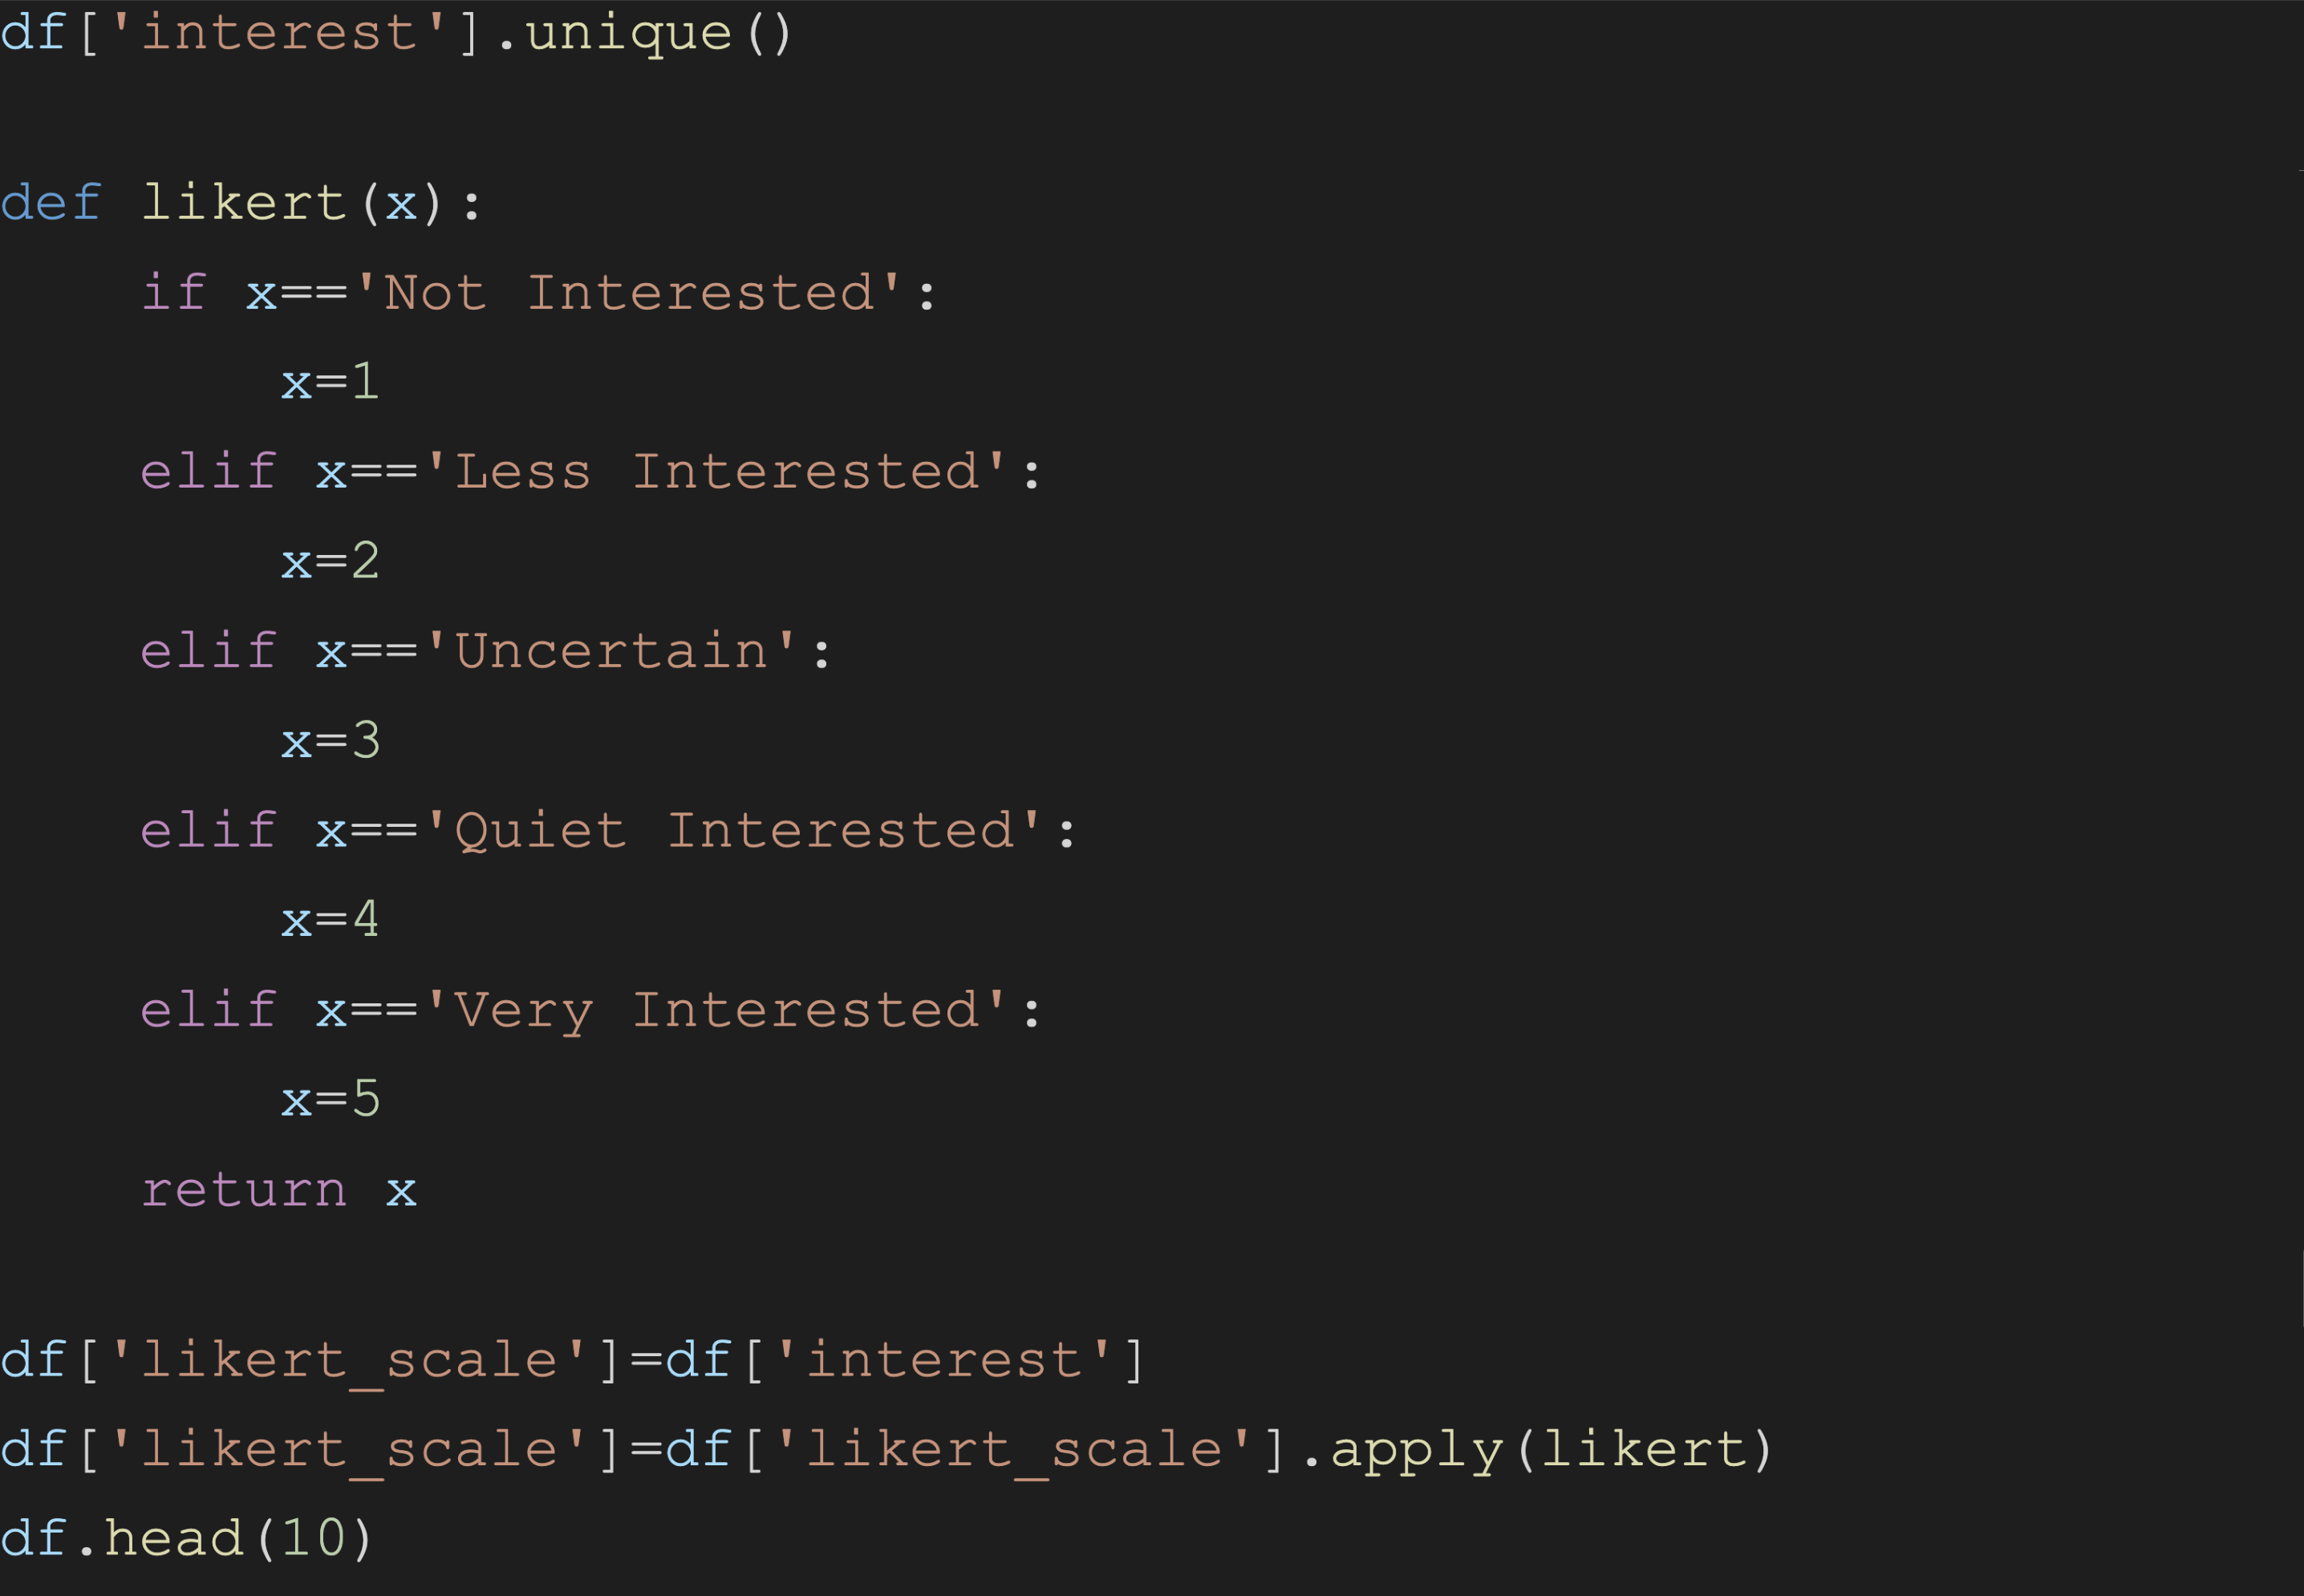 df['interest'].unique()
def likert(x):
    if x=='Not Interested':
        x=1
    elif x=='Less Interested':
        x=2
    elif x=='Uncertain':
        x=3
    elif x=='Quiet Interested':
        x=4
    elif x=='Very Interested':
        x=5
    return x
df['likert_scale']=df['interest']
df['likert_scale']=df['likert_scale'].apply(likert)
df.head(10)